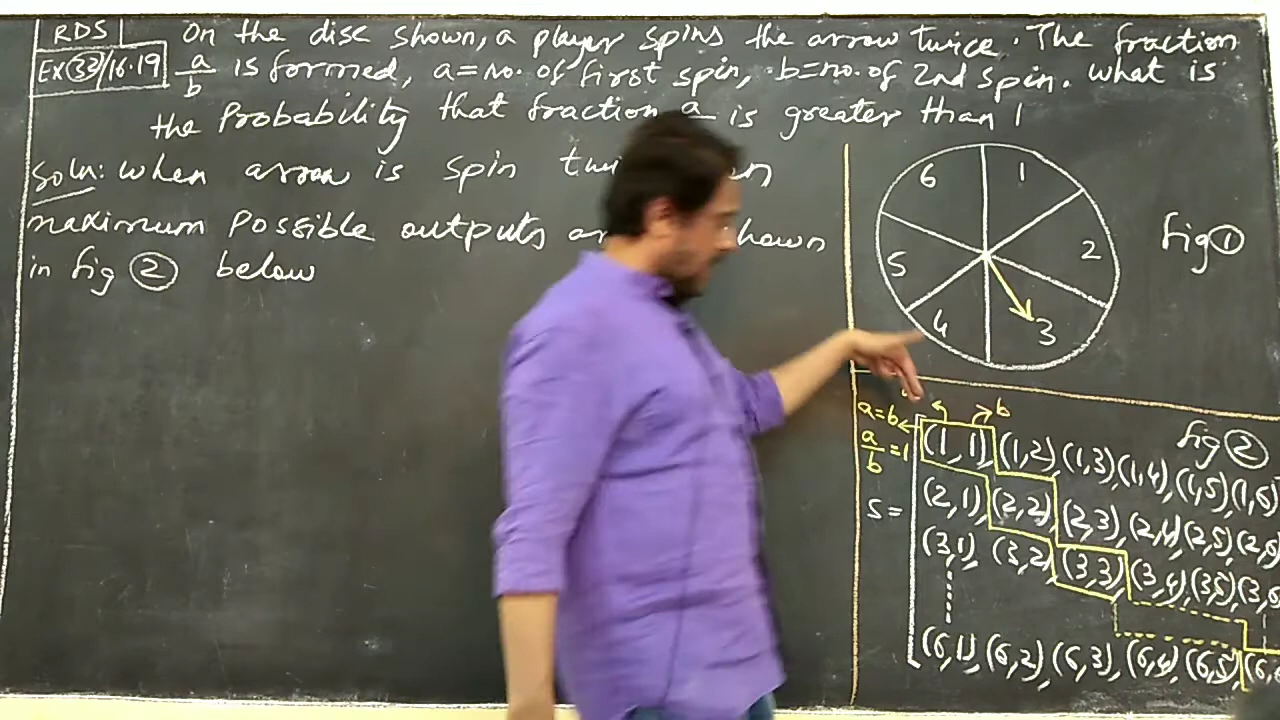 RDS
Ex(33)/16.19
On the disc shown, a player spins the arrow twice. The fraction
a/b is formed, a=no. of first spin, b=no. of 2nd spin. What is
the Probability that fraction a is greater than 1
Soln: when arrow is spin
maximum Possible outputs
in fig (2) below
6 1
5 2
4 3
fig (1)
b
a=b
a/b =1
fig (2)
(1,1), (1,2), (1,3), (1,4), (1,5), (1,6)
S= (2,1), (2,2), (2,3), (2,4), (2,5), (2,
(3,1), (3,2), (3,3), (3,4), (3,5), (3,
(6,1), (6,2), (6,3), (6,4), (6,5), (6,